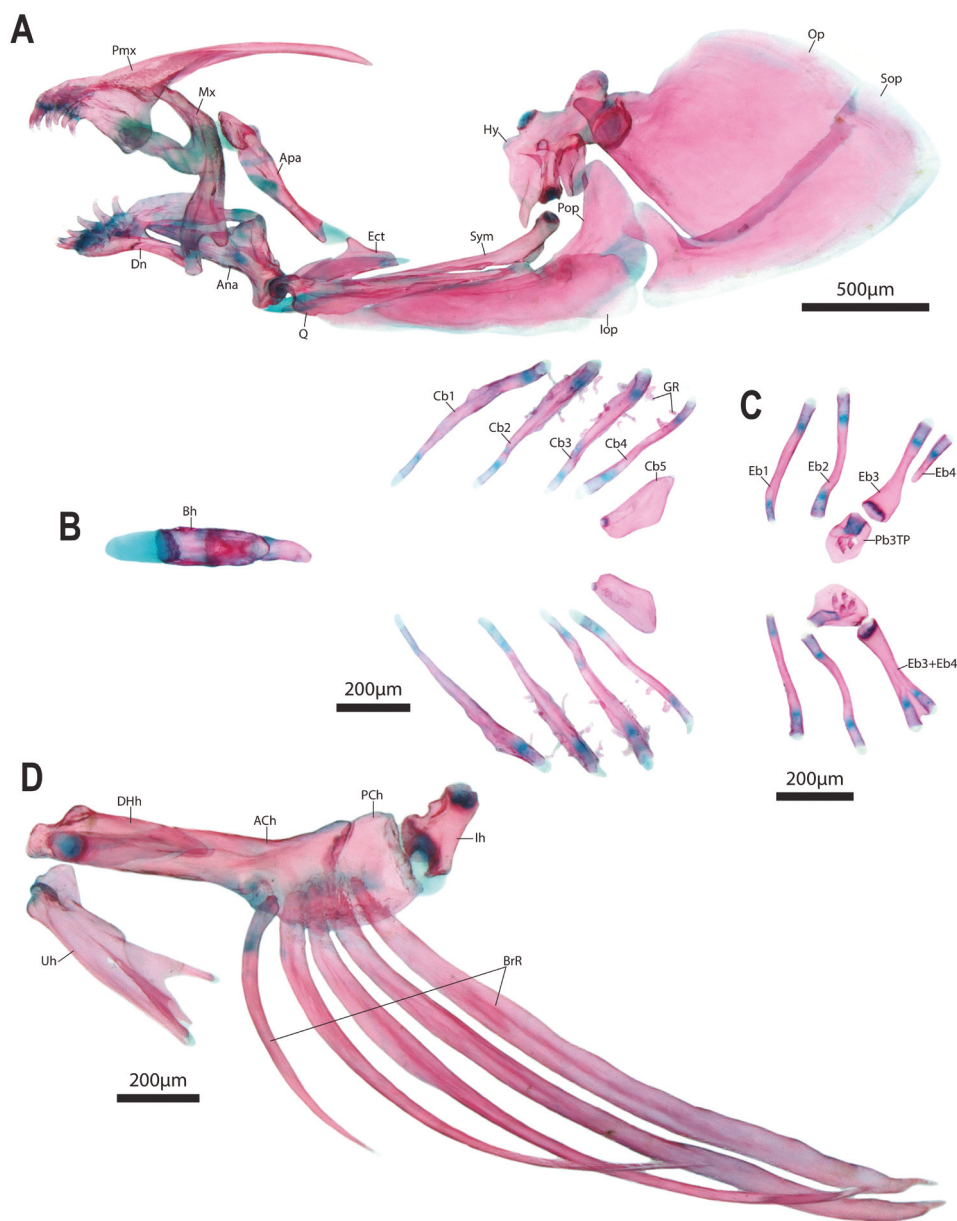 A
Pmx
Mx
Apa
Dn
Ana
Ect
Q
Sym
Hy
Pop
Iop
Op
Sop
500µm
B
Bh
Cb1
Cb2
Cb3
Cb4
GR
Cb5
200µm
C
Eb1
Eb2
Eb3
Eb4
Pb3TP
Eb3+Eb4
200µm
D
DHh
ACh
PCh
Ih
Uh
BrR
200µm